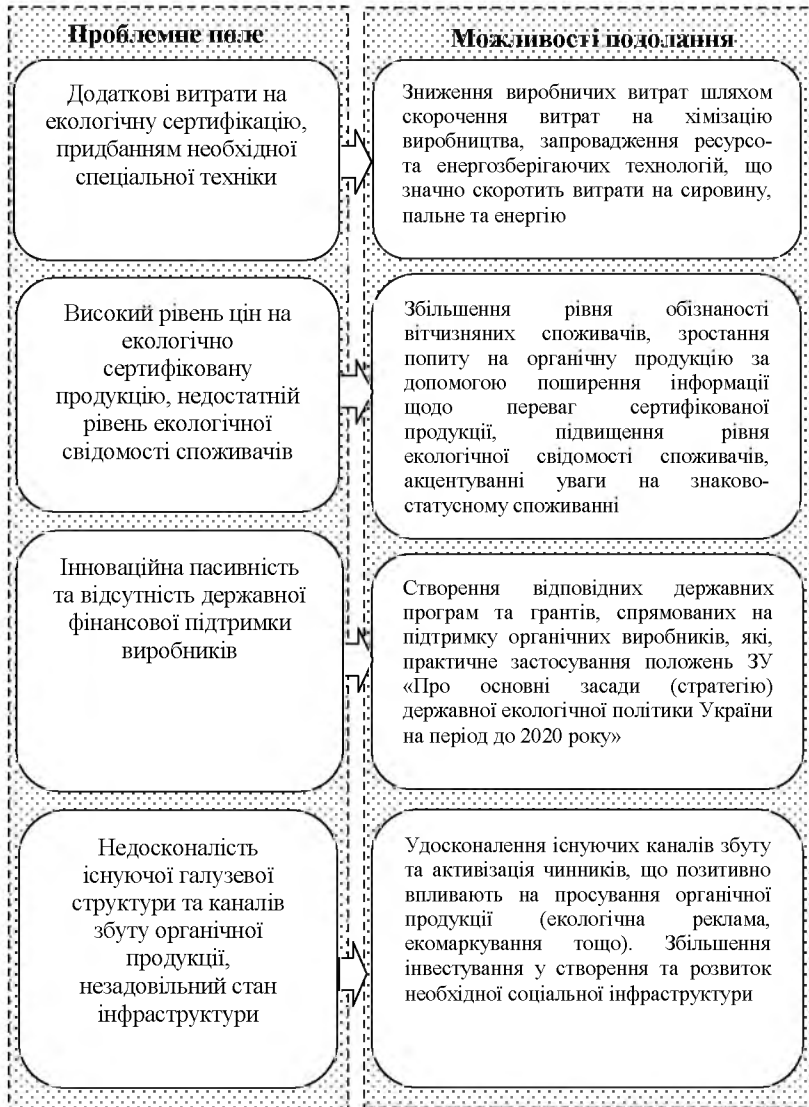 Проблемне поле
Можливості подолання
Додаткові витрати на
екологічну сертифікацію,
придбанням необхідної
спеціальної техніки
Зниження виробничих витрат шляхом
скорочення витрат на хімізацію
виробництва, запровадження ресурсо-
та енергозберігаючих технологій, що
значно скоротить витрати на сировину,
пальне та енергію
Високий рівень цін на
екологічно
сертифіковану
продукцію, недостатній
рівень екологічної
свідомості споживачів
Збільшення рівня обізнаності
вітчизняних споживачів, зростання
попиту на органічну продукцію за
допомогою поширення інформації
щодо переваг сертифікованої
продукції, підвищення рівня
екологічної свідомості споживачів,
акцентуванні уваги на знаково-
статусному споживанні
Інноваційна пасивність
та відсутність державної
фінансової підтримки
виробників
Створення відповідних державних
програм та грантів, спрямованих на
підтримку органічних виробників, які,
практичне застосування положень ЗУ
«Про основні засади (стратегію)
державної екологічної політики України
на період до 2020 року»
Недосконалість
існуючої галузевої
структури та каналів
збуту органічної
продукції,
незадовільний стан
інфраструктури
Удосконалення існуючих каналів збуту
та активізація чинників, що позитивно
впливають на просування органічної
продукції (екологічна реклама,
екомаркування тощо). Збільшення
інвестування у створення та розвиток
необхідної соціальної інфраструктури